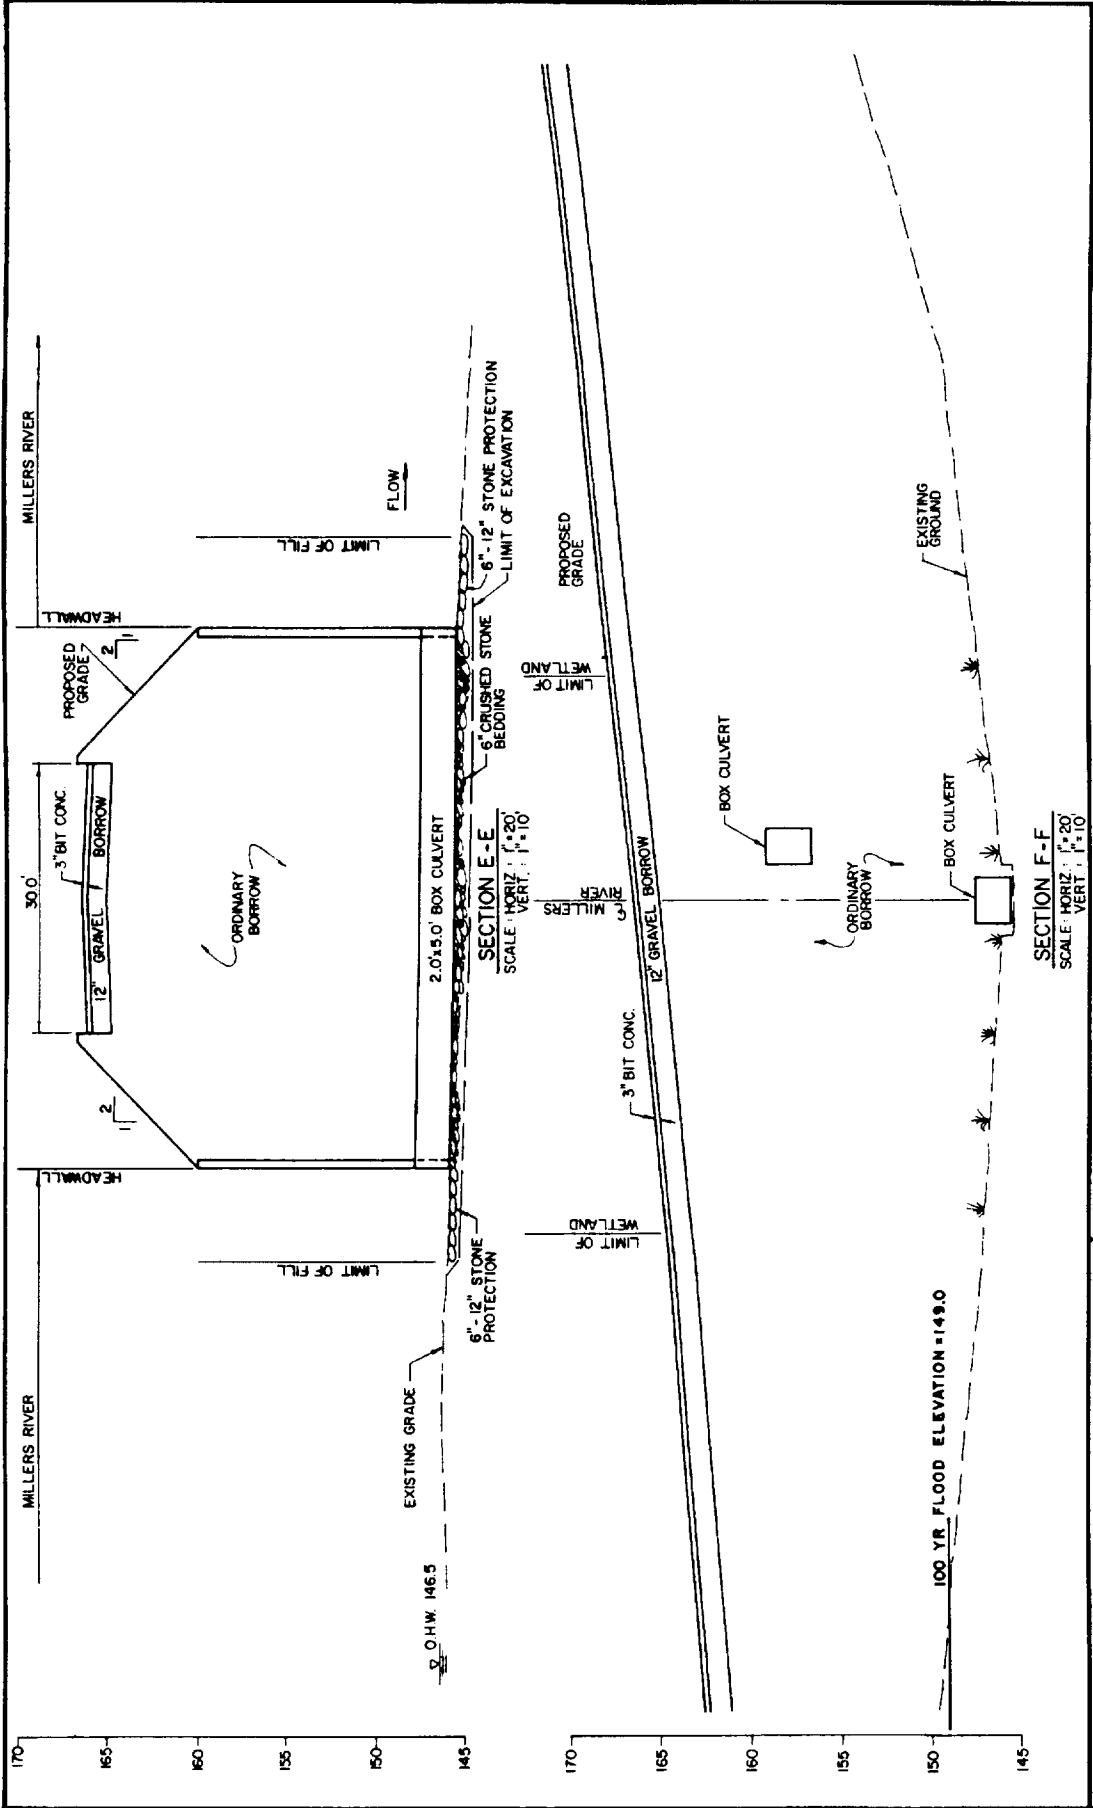 170
165
160
155
150
145
MILLERS RIVER
MILLERS RIVER
HEADWALL
HEADWALL
30.0'
3" BIT CONC.
12" GRAVEL BORROW
PROPOSED
GRADE
2
1
2
1
ORDINARY
BORROW
LIMIT OF FILL
LIMIT OF FILL
FLOW
2.0'x5.0' BOX CULVERT
O.H.W. 146.5
EXISTING GRADE
6"-12" STONE
PROTECTION
6" CRUSHED STONE
BEDDING
6"-12" STONE PROTECTION
LIMIT OF EXCAVATION
SECTION E-E
SCALE: HORIZ.: 1"=20'
VERT.: 1"=10'
170
165
160
155
150
145
LIMIT OF
WETLAND
MILLERS
RIVER
LIMIT OF
WETLAND
PROPOSED
GRADE
3" BIT CONC.
12" GRAVEL BORROW
BOX CULVERT
ORDINARY
BORROW
BOX CULVERT
EXISTING
GROUND
100 YR FLOOD ELEVATION = 149.0
SECTION F-F
SCALE: HORIZ.: 1"=20'
VERT.: 1"=10'